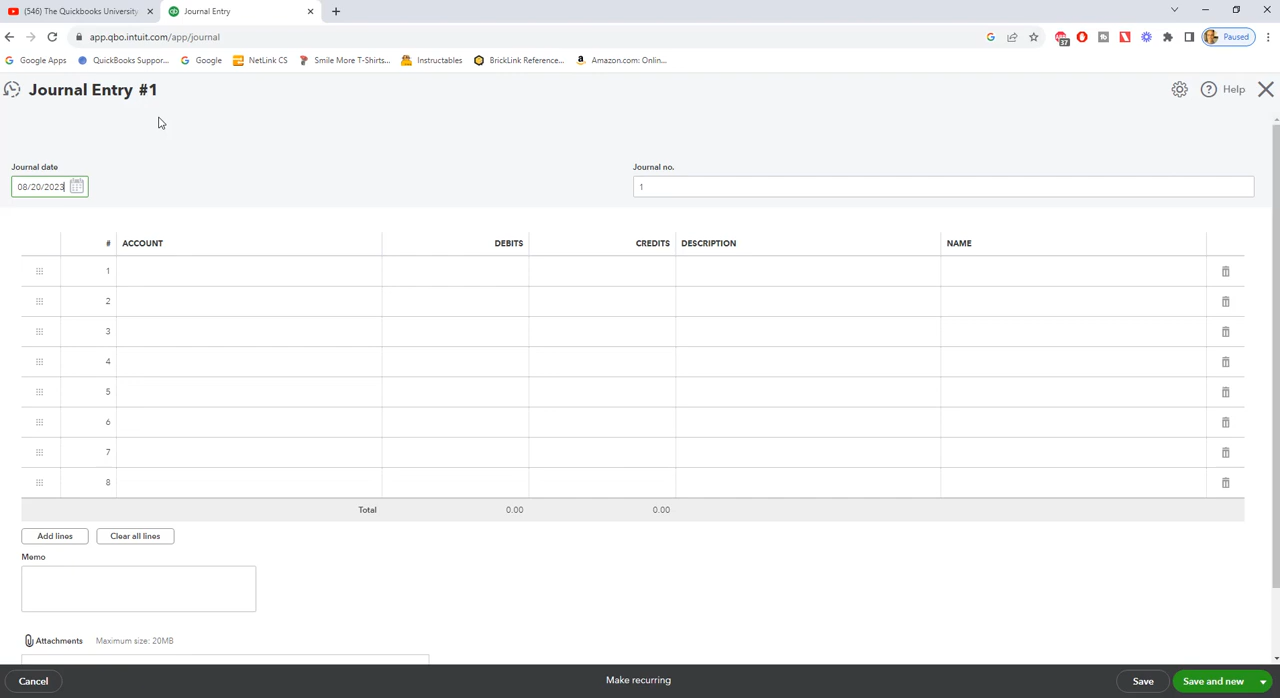 (546) The Quickbooks University
Journal Entry
app.qbo.intuit.com/app/journal
37
Paused
Google Apps
QuickBooks Suppor...
Google
NetLink CS
Smile More T-Shirts...
Instructables
BrickLink Reference...
Amazon.com: Onlin...
Journal Entry #1
Help
Journal date
Journal no.
08/20/2023
1
# ACCOUNT DEBITS CREDITS DESCRIPTION NAME
1
2
3
4
5
6
7
8
Total 0.00 0.00
Add lines
Clear all lines
Memo
Attachments Maximum size: 20MB
Cancel
Make recurring
Save
Save and new